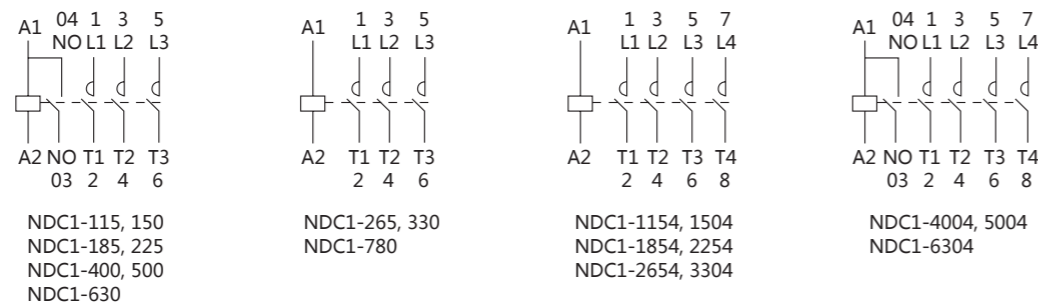 A1 04 1 3 5
NO L1 L2 L3
A2 NO T1 T2 T3
03 2 4 6
NDC1-115, 150
NDC1-185, 225
NDC1-400, 500
NDC1-630
A1 1 3 5
L1 L2 L3
A2 T1 T2 T3
2 4 6
NDC1-265, 330
NDC1-780
A1 1 3 5 7
L1 L2 L3 L4
A2 T1 T2 T3 T4
2 4 6 8
NDC1-1154, 1504
NDC1-1854, 2254
NDC1-2654, 3304
A1 04 1 3 5 7
NO L1 L2 L3 L4
A2 NO T1 T2 T3 T4
03 2 4 6 8
NDC1-4004, 5004
NDC1-6304